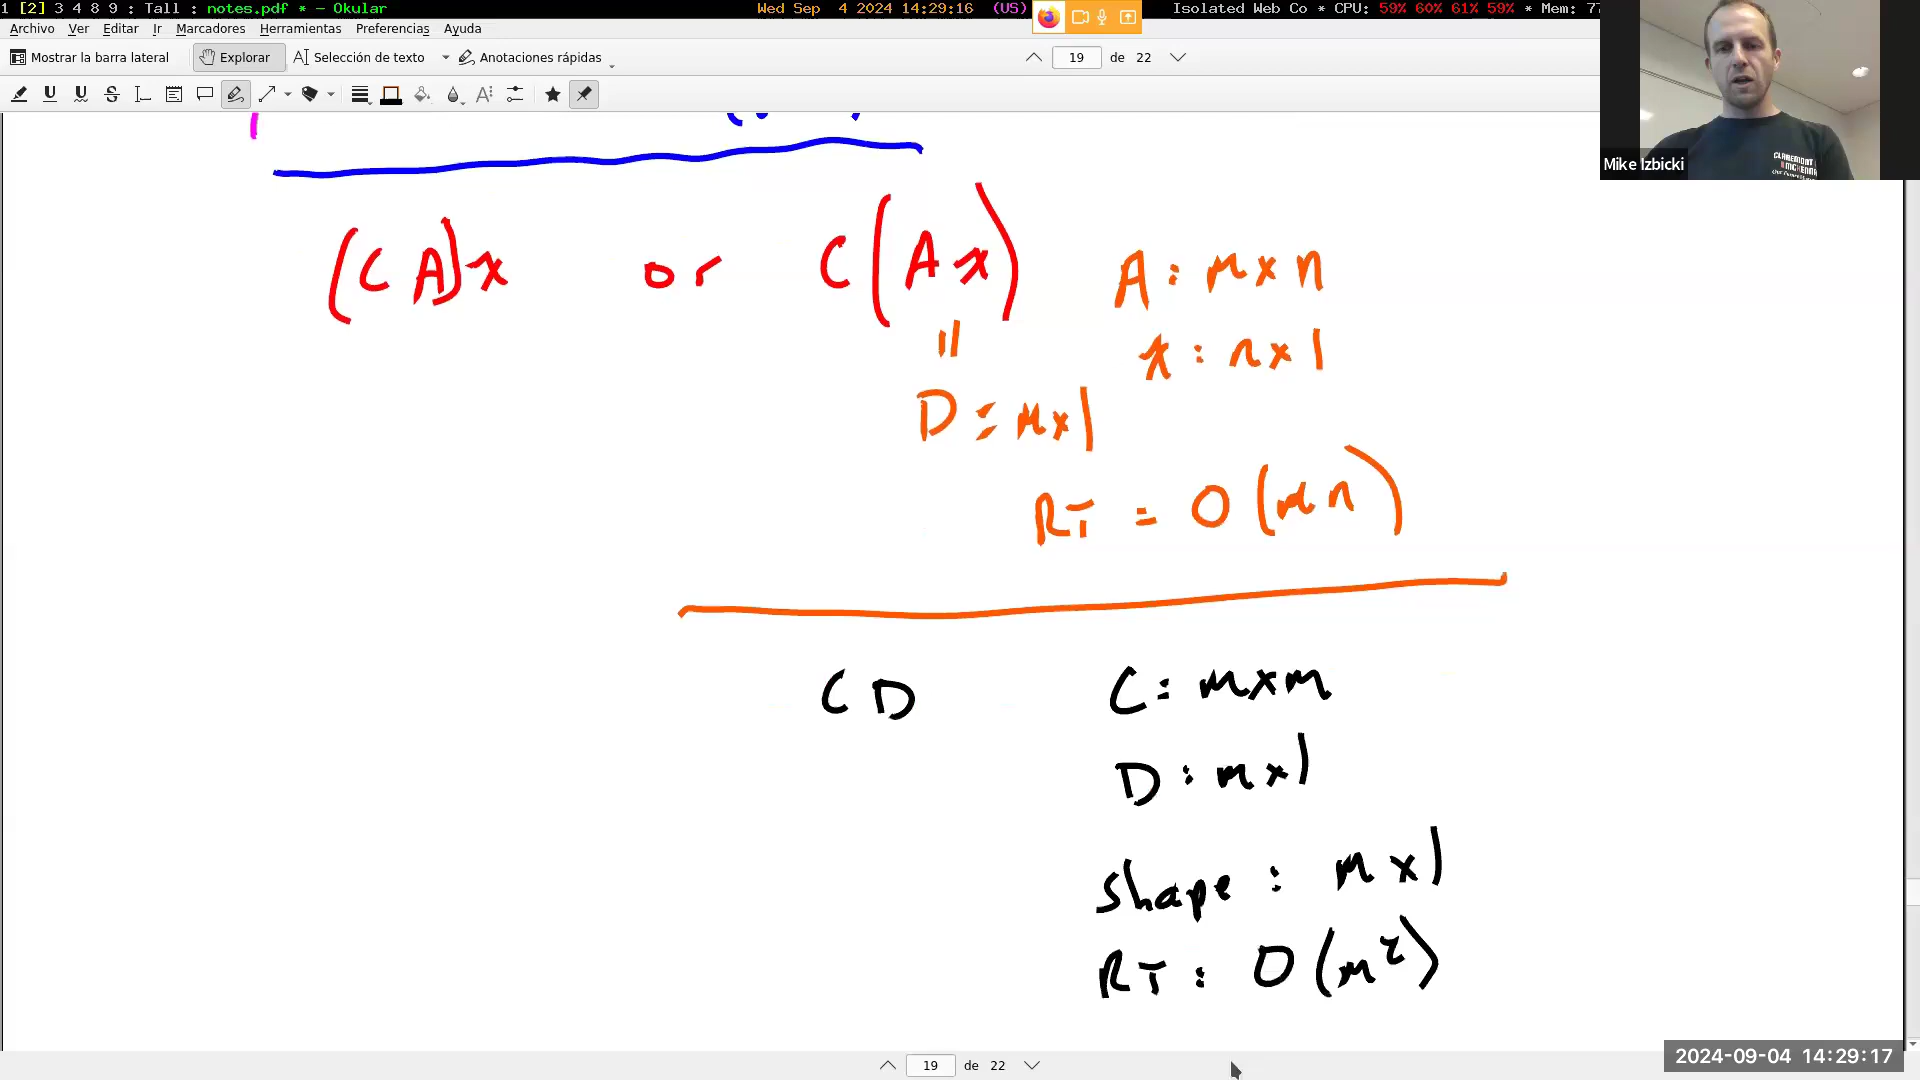 1 [2] 3 4 8 9 : Tall : notes.pdf * – Okular
Wed Sep 4 2024 14:29:16 (US)
Isolated Web Co * CPU: 59% 60% 61% 59% * Mem: 77
Archivo Ver Editar Ir Marcadores Herramientas Preferencias Ayuda
Mostrar la barra lateral Explorar Selección de texto Anotaciones rápidas 19 de 22
CLAREMONT
MCKENNA
Mike Izbicki
(CA)x or C(Ax)
A: m×n
x: n×1
=
D: m×1
RT = O(mn)
CD
C: m×m
D: m×1
shape: m×1
RT: O(m²)
19 de 22
2024-09-04 14:29:17